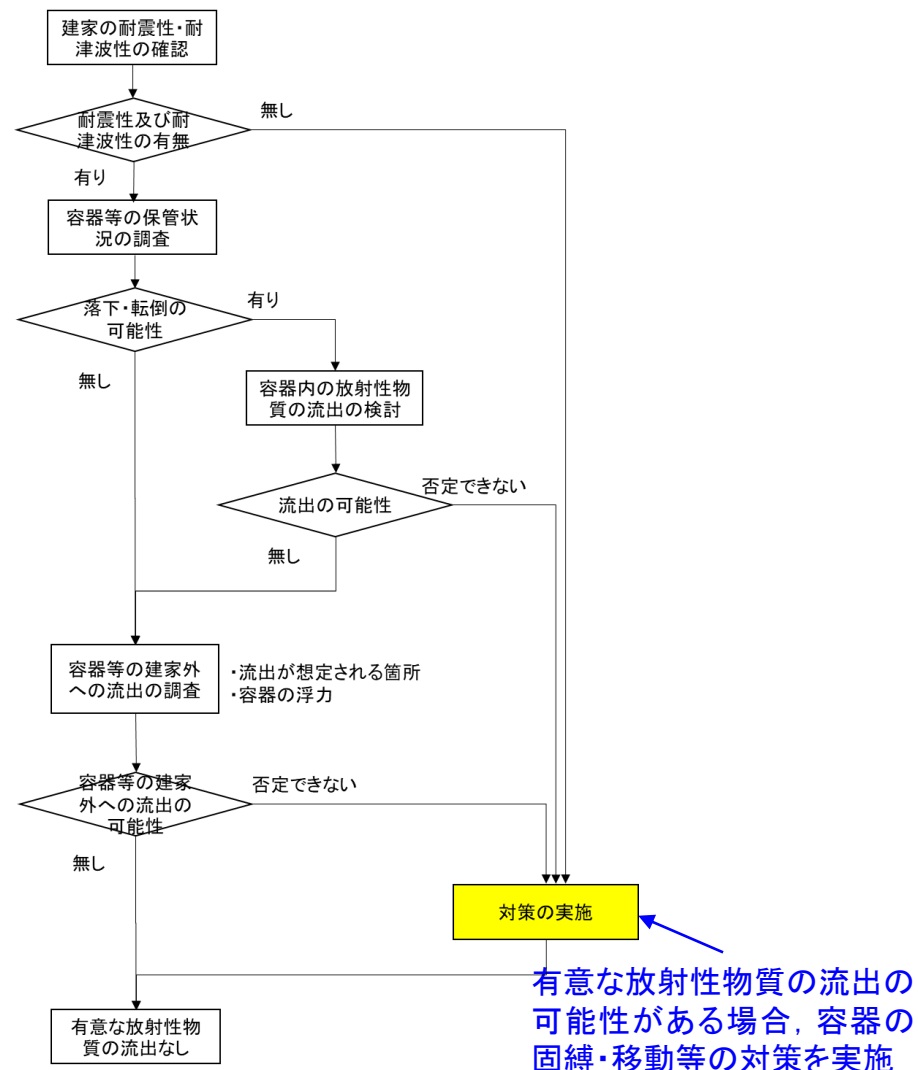 建家の耐震性・耐
津波性の確認
耐震性及び耐
津波性の有無
無し
有り
容器等の保管状
況の調査
落下・転倒の
可能性
有り
無し
容器内の放射性物
質の流出の検討
流出の可能性
否定できない
無し
容器等の建家外
への流出の調査
・流出が想定される箇所
・容器の浮力
容器等の建家
外への流出の
可能性
否定できない
無し
対策の実施
有意な放射性物質の流出の
可能性がある場合，容器の
固縛・移動等の対策を実施
有意な放射性物
質の流出なし